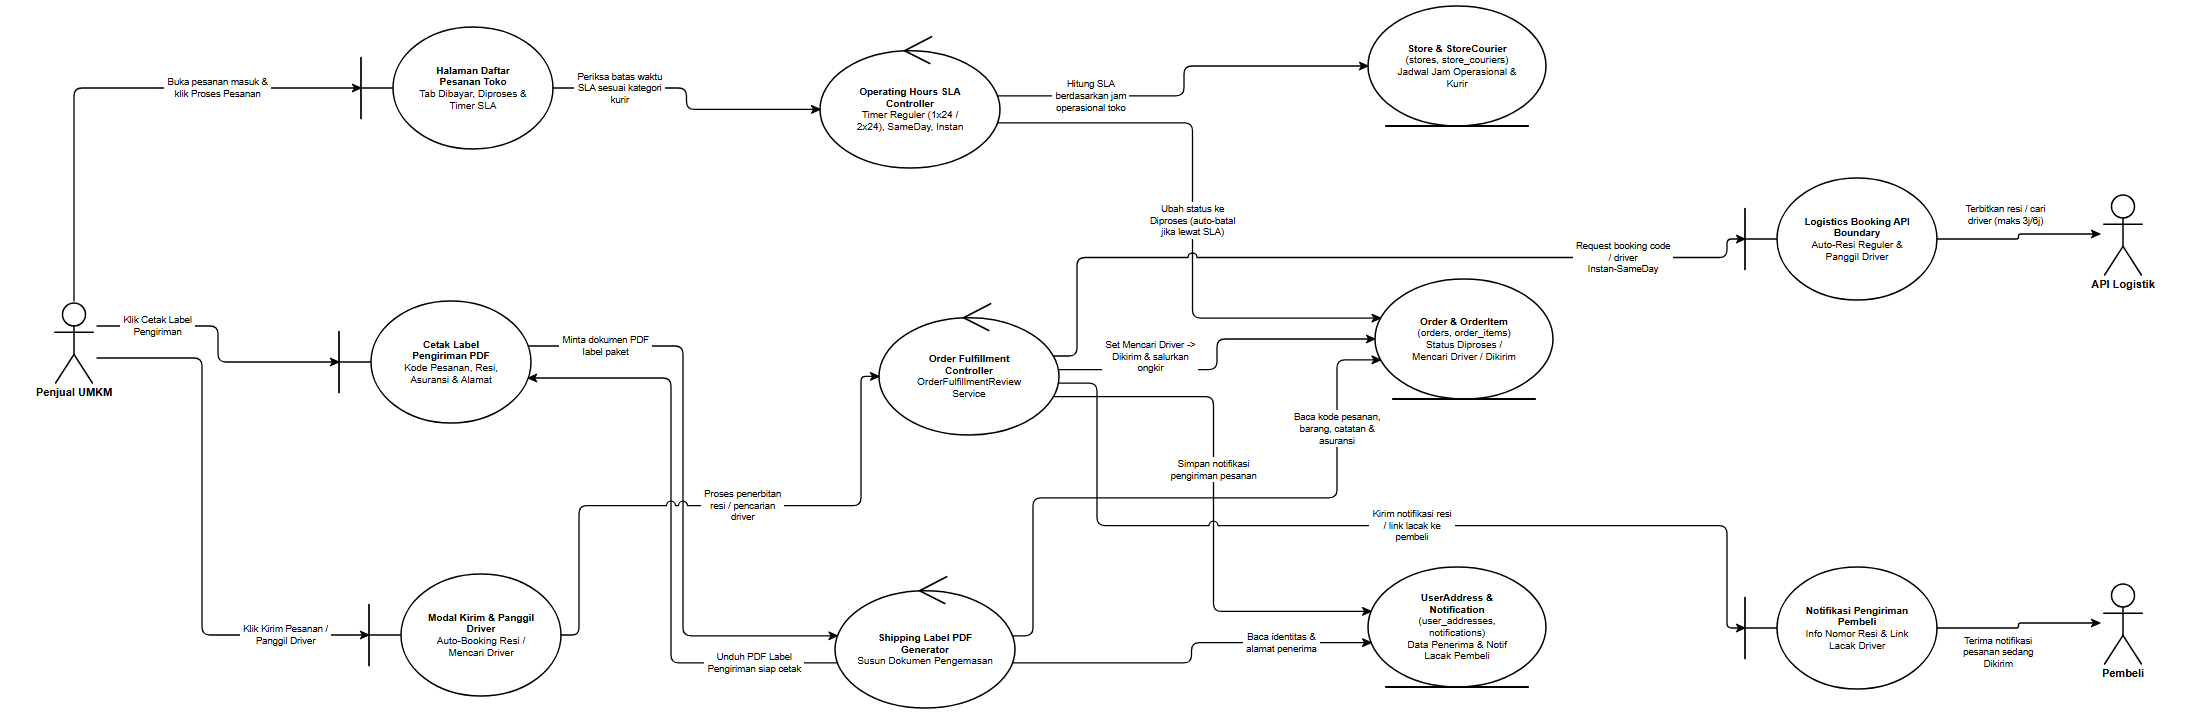 Buka pesanan masuk &
klik Proses Pesanan
Halaman Daftar
Pesanan Toko
Tab Dibayar, Diproses &
Timer SLA
Periksa batas waktu
SLA sesuai kategori
kurir
Operating Hours SLA
Controller
Timer Reguler (1x24 /
2x24), SameDay, Instan
Hitung SLA
berdasarkan jam
operasional toko
Store & StoreCourier
(stores, store_couriers)
Jadwal Jam Operasional &
Kurir
Ubah status ke
Diproses (auto-batal
jika lewat SLA)
Request booking code
/ driver
Instan-SameDay
Logistics Booking API
Boundary
Auto-Resi Reguler &
Panggil Driver
Terbitkan resi / cari
driver (maks 3j/6j)
API Logistik
Penjual UMKM
Klik Cetak Label
Pengiriman
Cetak Label
Pengiriman PDF
Kode Pesanan, Resi,
Asuransi & Alamat
Minta dokumen PDF
label paket
Order Fulfillment
Controller
OrderFulfillmentReview
Service
Set Mencari Driver ->
Dikirim & salurkan
ongkir
Order & OrderItem
(orders, order_items)
Status Diproses /
Mencari Driver / Dikirim
Baca kode pesanan,
barang, catatan &
asuransi
Simpan notifikasi
pengiriman pesanan
Proses penerbitan
resi / pencarian
driver
Kirim notifikasi resi
/ link lacak ke
pembeli
Klik Kirim Pesanan /
Panggil Driver
Modal Kirim & Panggil
Driver
Auto-Booking Resi /
Mencari Driver
Unduh PDF Label
Pengiriman siap cetak
Shipping Label PDF
Generator
Susun Dokumen Pengemasan
Baca identitas &
alamat penerima
UserAddress &
Notification
(user_addresses,
notifications)
Data Penerima & Notif
Lacak Pembeli
Notifikasi Pengiriman
Pembeli
Info Nomor Resi & Link
Lacak Driver
Terima notifikasi
pesanan sedang
Dikirim
Pembeli